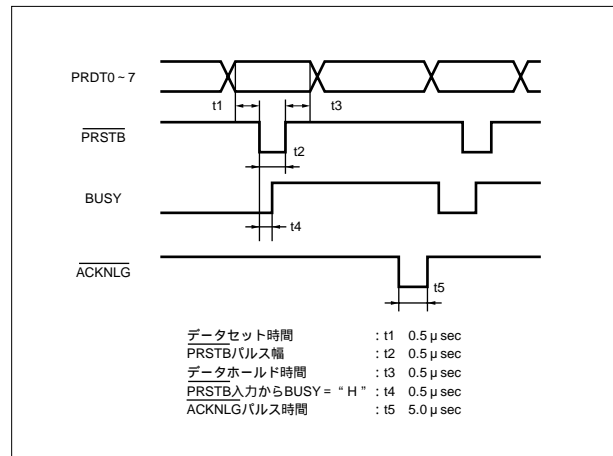 PRDT0 ~ 7
t1
t3
PRSTB
t2
BUSY
t4
ACKNLG
t5
データセット時間 : t1 0.5 μ sec
PRSTBパルス幅 : t2 0.5 μ sec
データホールド時間 : t3 0.5 μ sec
PRSTB入力からBUSY = “ H ” : t4 0.5 μ sec
ACKNLGパルス時間 : t5 5.0 μ sec